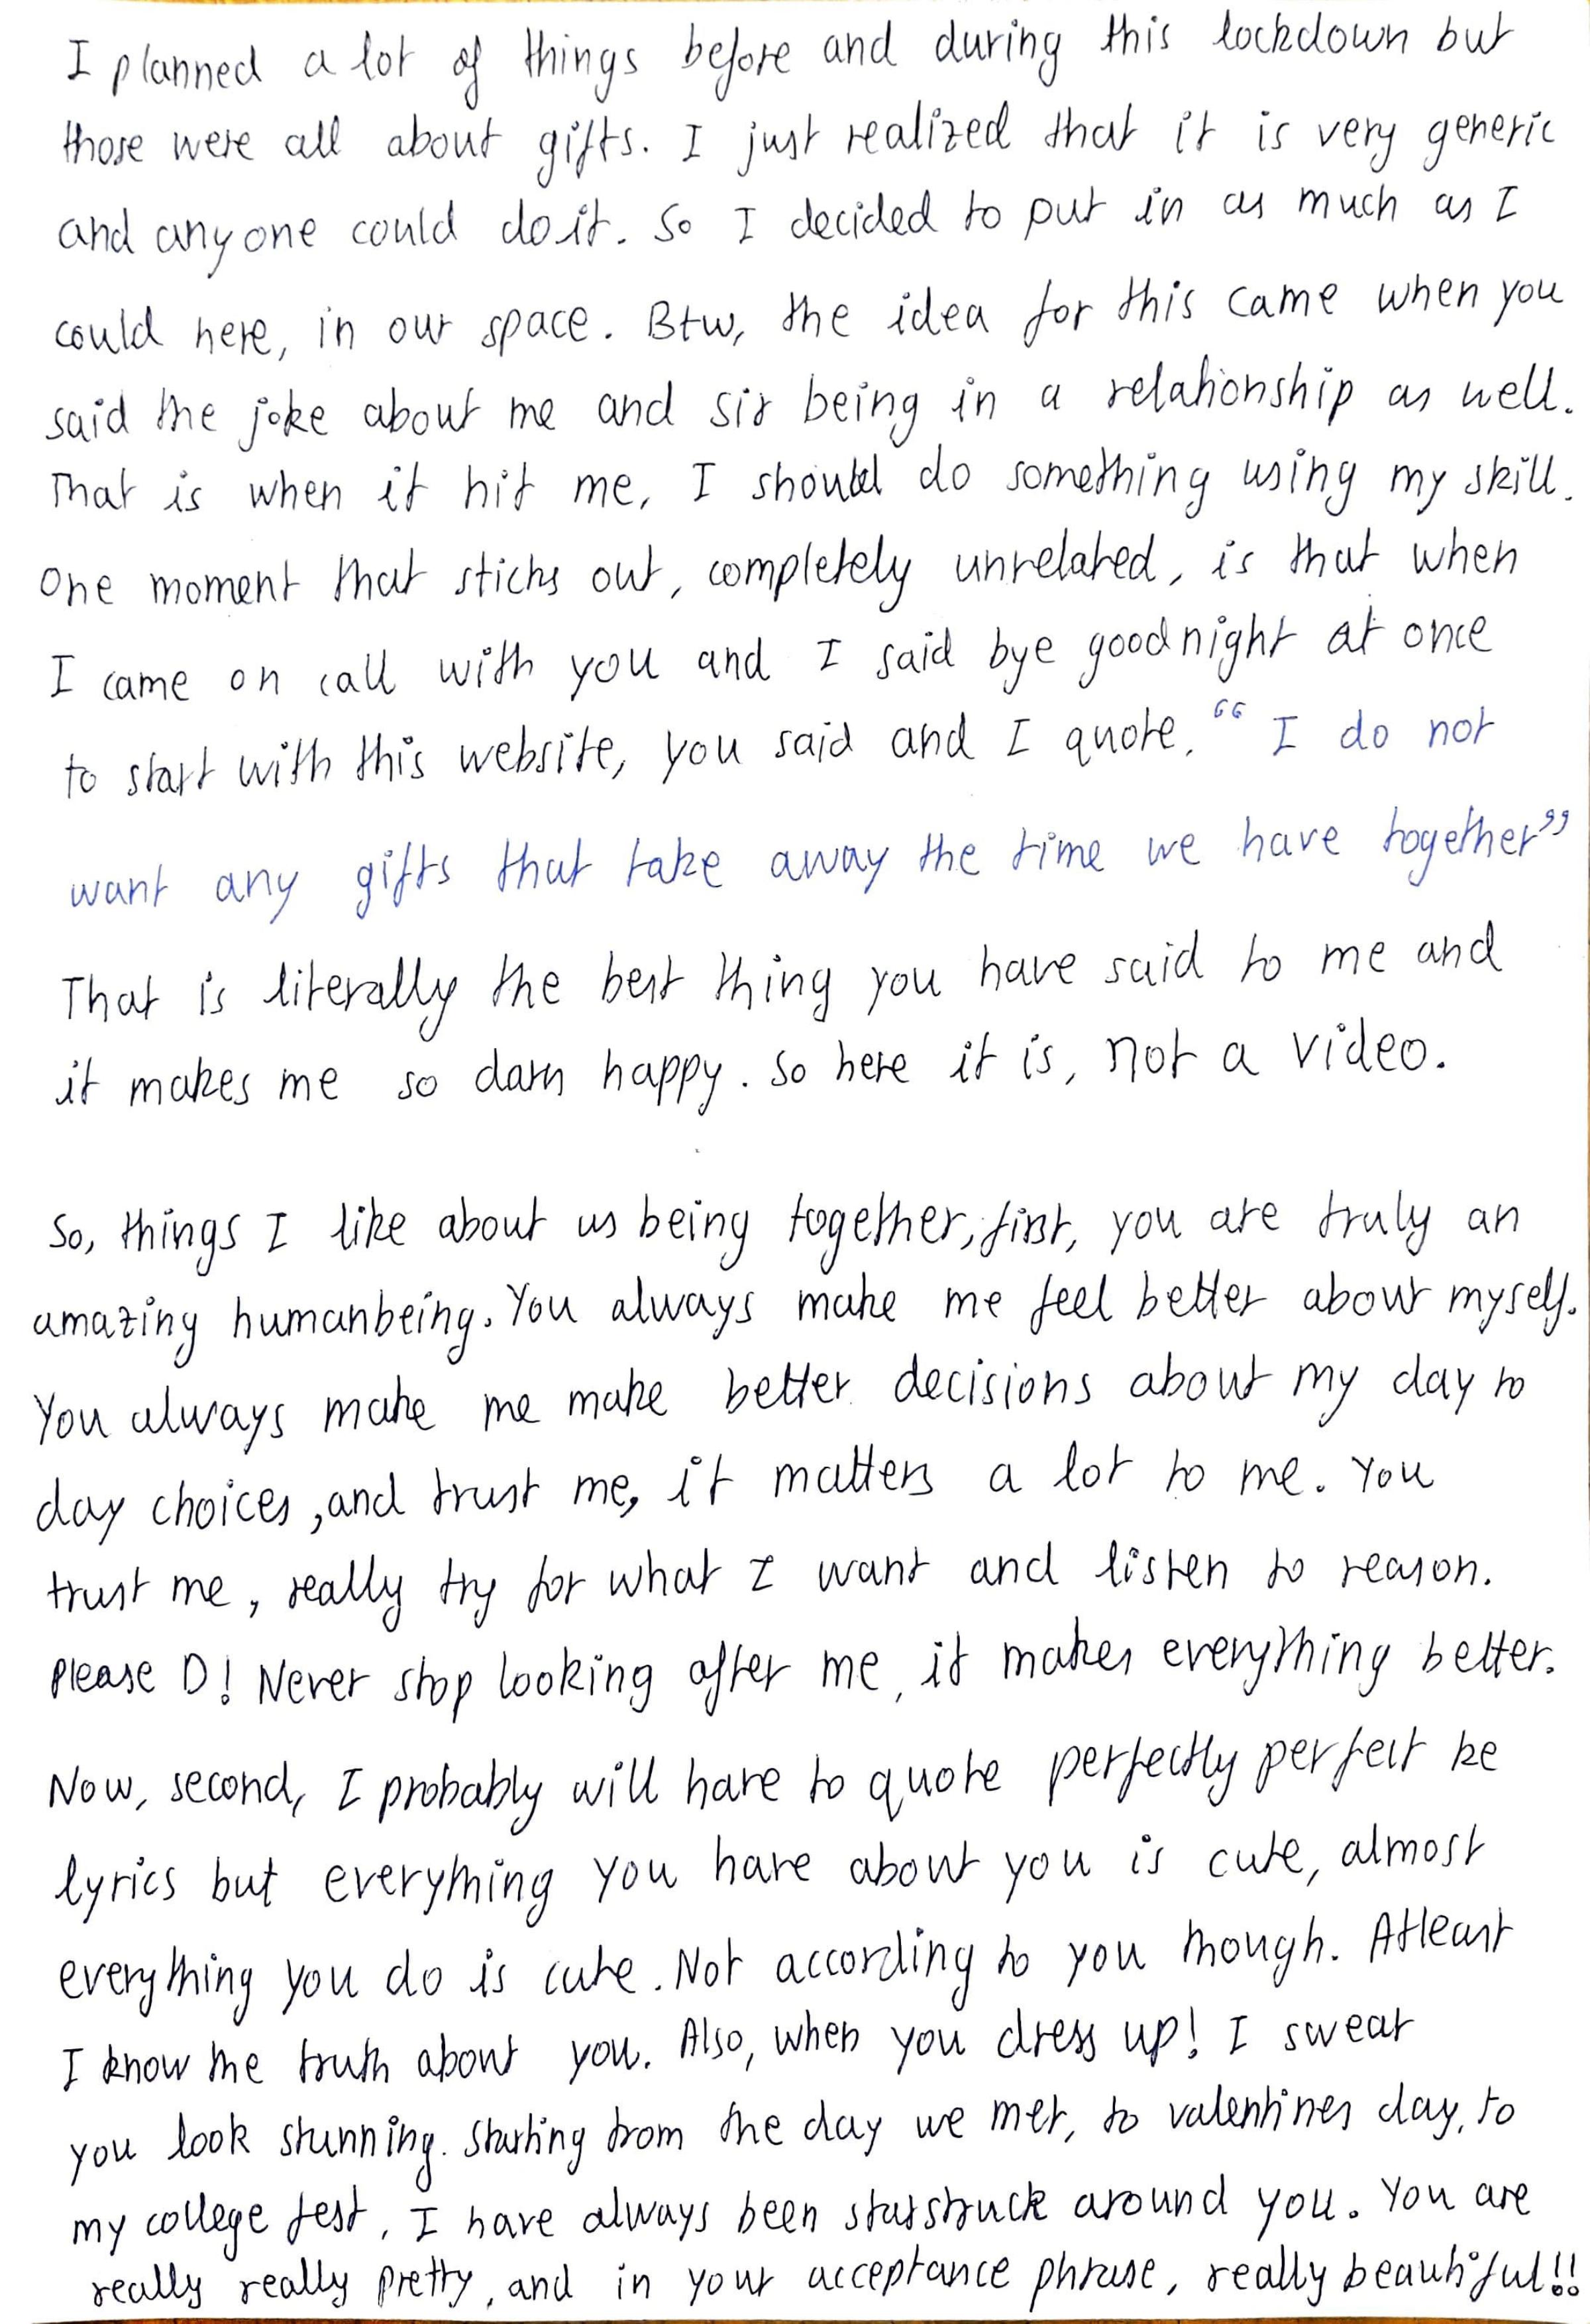 I planned a lot of things before and during this lockdown but
those were all about gifts. I just realized that it is very generic
and anyone could do it. So I decided to put in as much as I
could here, in our space. Btw, the idea for this came when you
said the joke about me and sir being in a relationship as well.
That is when it hit me, I should do something using my skill.
One moment that sticks out, completely unrelated, is that when
I came on call with you and I said bye goodnight at once
to start with this website, you said and I quote, “I do not
want any gifts that take away the time we have together”
That is literally the best thing you have said to me and
it makes me so darn happy. So here it is, not a video.
So, things I like about us being together, first, you are truly an
amazing humanbeing. You always make me feel better about myself.
You always make me make better decisions about my day to
day choices, and trust me, it matters a lot to me. You
trust me, really try for what I want and listen to reason.
Please D! Never stop looking after me, it makes everything better.
Now, second, I probably will have to quote perfectly perfect ke
lyrics but everything you have about you is cute, almost
everything you do is cute. Not according to you though. Atleast
I know the truth about you. Also, when you dress up! I swear
you look stunning. Starting from the day we met, to valentines day, to
my college fest, I have always been starstruck around you. You are
really really pretty, and in your acceptance phrase, really beautiful!!